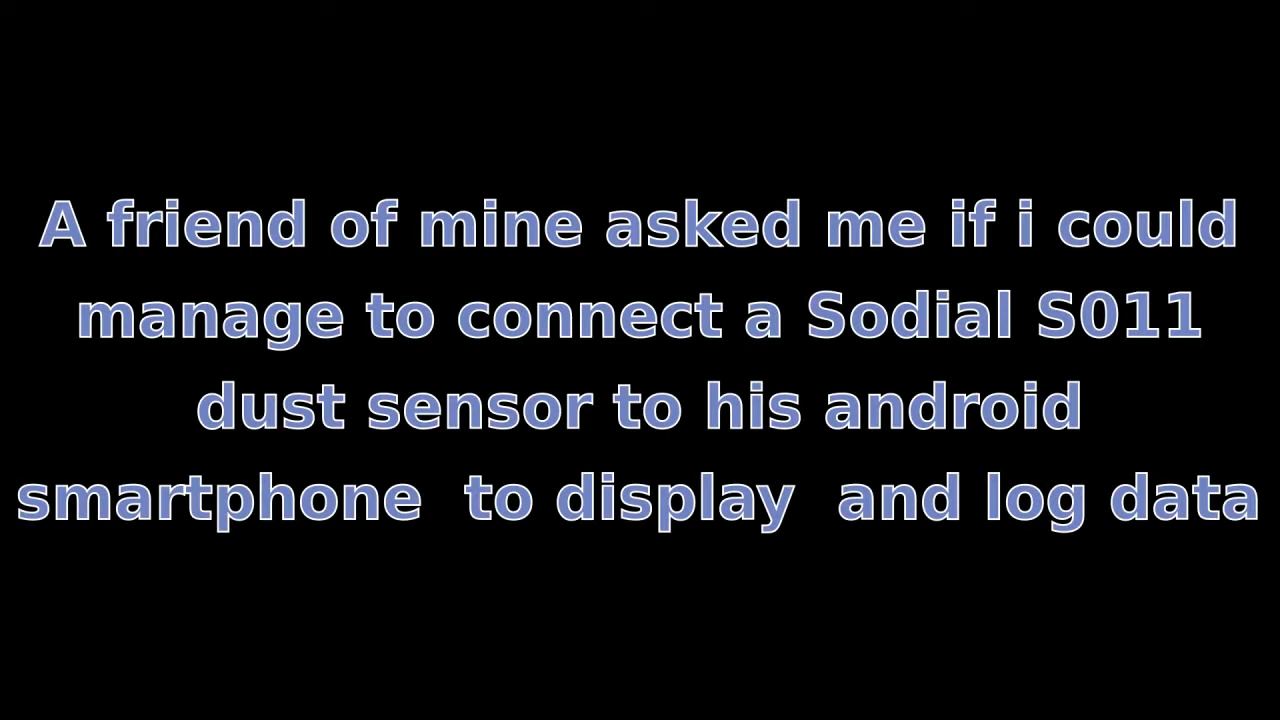 A friend of mine asked me if i could
manage to connect a Sodial S011
dust sensor to his android
smartphone  to display  and log data